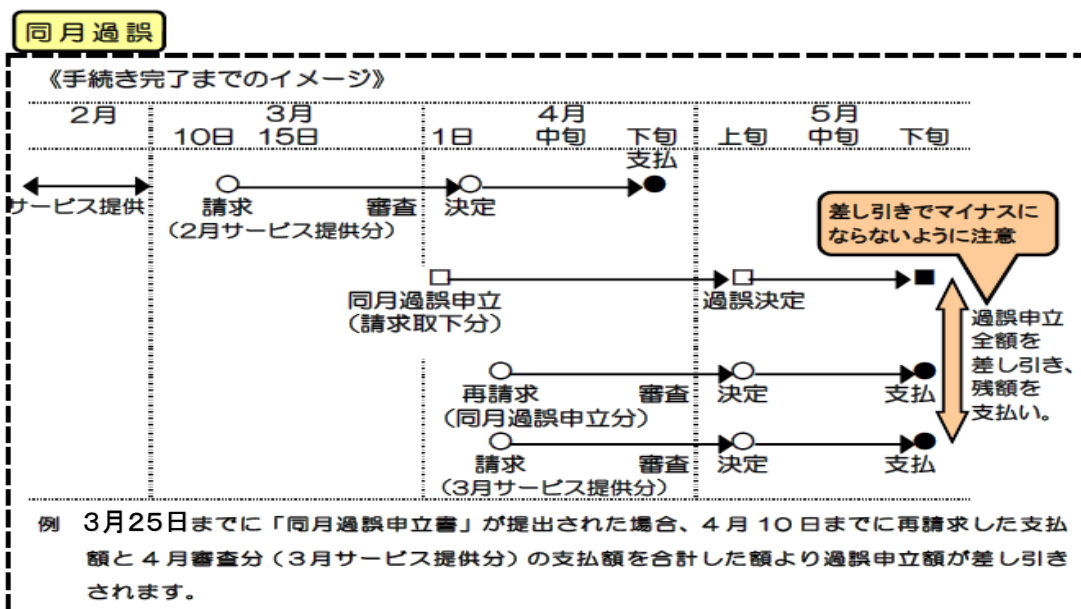 同月過誤
《手続き完了までのイメージ》
2月 3月 4月 5月
10日 15日 1日 中旬 下旬 上旬 中旬 下旬
支払
サービス提供 請求 審査 決定
(2月サービス提供分)
差し引きでマイナスに
ならないように注意
同月過誤申立 過誤決定
(請求取下分)
過誤申立
全額を
差し引き、
残額を
支払い。
再請求 審査 決定 支払
(同月過誤申立分)
請求 審査 決定 支払
(3月サービス提供分)
例 3月25日までに「同月過誤申立書」が提出された場合、4月10日までに再請求した支払
額と4月審査分(3月サービス提供分)の支払額を合計した額より過誤申立額が差し引き
されます。